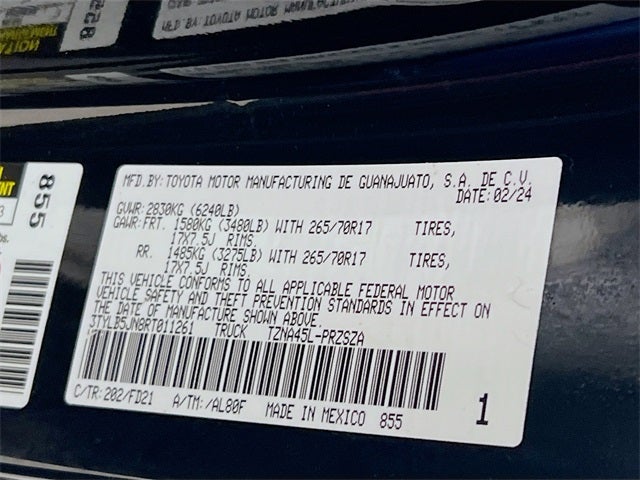 MFD.BY:TOYOTA MOTOR MANUFACTURING DE GUANAJUATO, S.A. DE C.V.
DATE:02/24
GVWR:2830KG (6240LB)
GAWR:FRT. 1580KG (3480LB) WITH 265/70R17 TIRES,
17X7.5J RIMS.
RR. 1485KG (3275LB) WITH 265/70R17 TIRES,
17X7.5J RIMS.
THIS VEHICLE CONFORMS TO ALL APPLICABLE FEDERAL MOTOR
VEHICLE SAFETY AND THEFT PREVENTION STANDARDS IN EFFECT ON
THE DATE OF MANUFACTURE SHOWN ABOVE.
3TYLB5JN8RT011261 TRUCK TZNA45L-PRZSZA
C/TR:202/FD21 A/TM:/AL80F MADE IN MEXICO 855
1
855